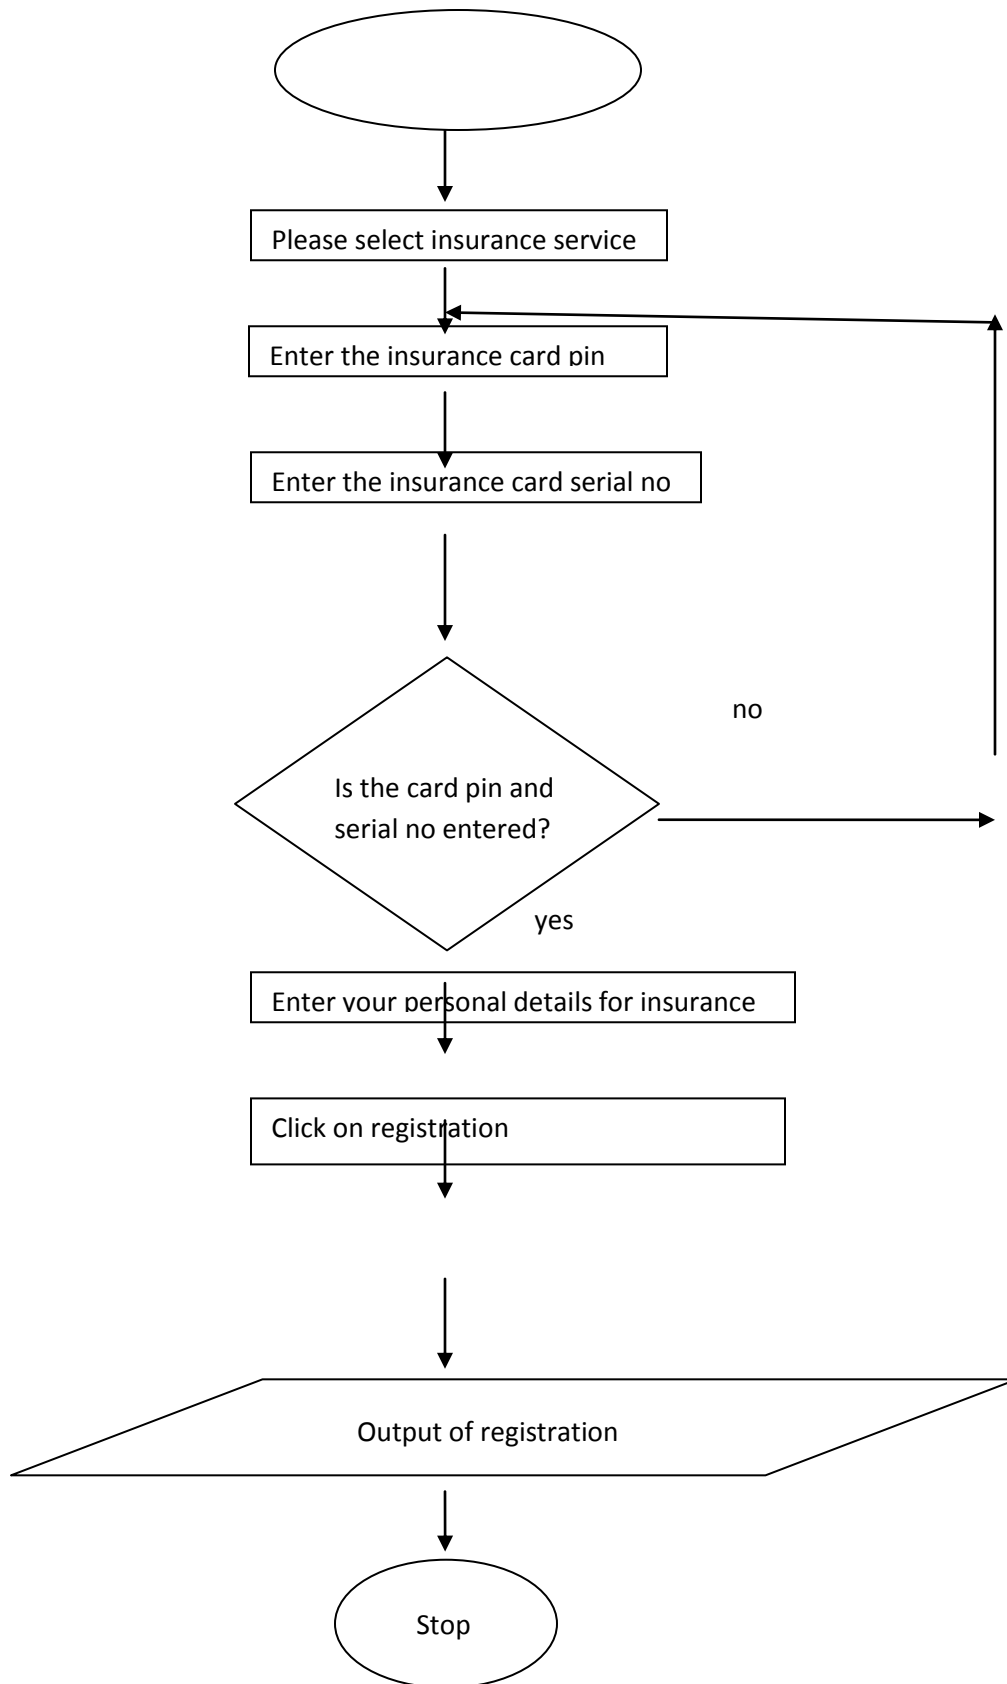 Please select insurance service
Enter the insurance card pin
Enter the insurance card serial no
no
Is the card pin and
serial no entered?
yes
Enter your personal details for insurance
Click on registration
Output of registration
Stop